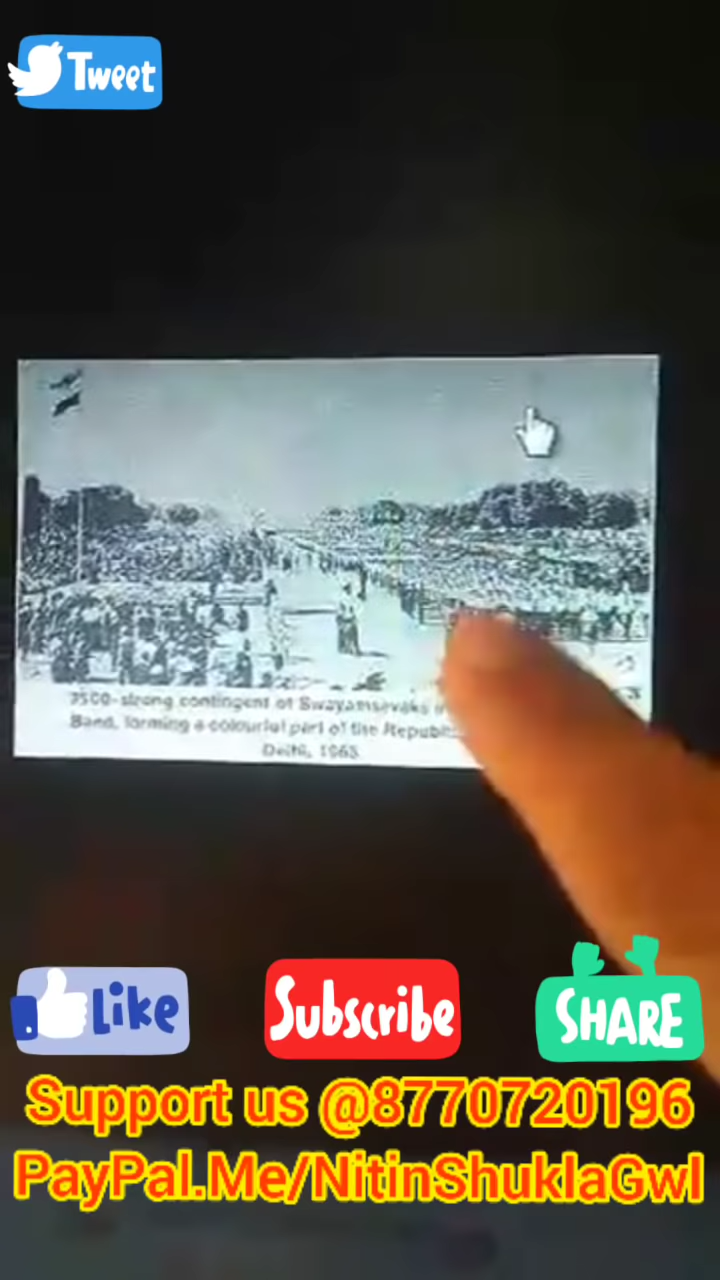 Tweet
7500-strong contingent of Swayamsevaks
Band, forming a colourful part of the Republic
Delhi, 1963
Like
Subscribe
SHARE
Support us @8770720196
PayPal.Me/NitinShuklaGwl